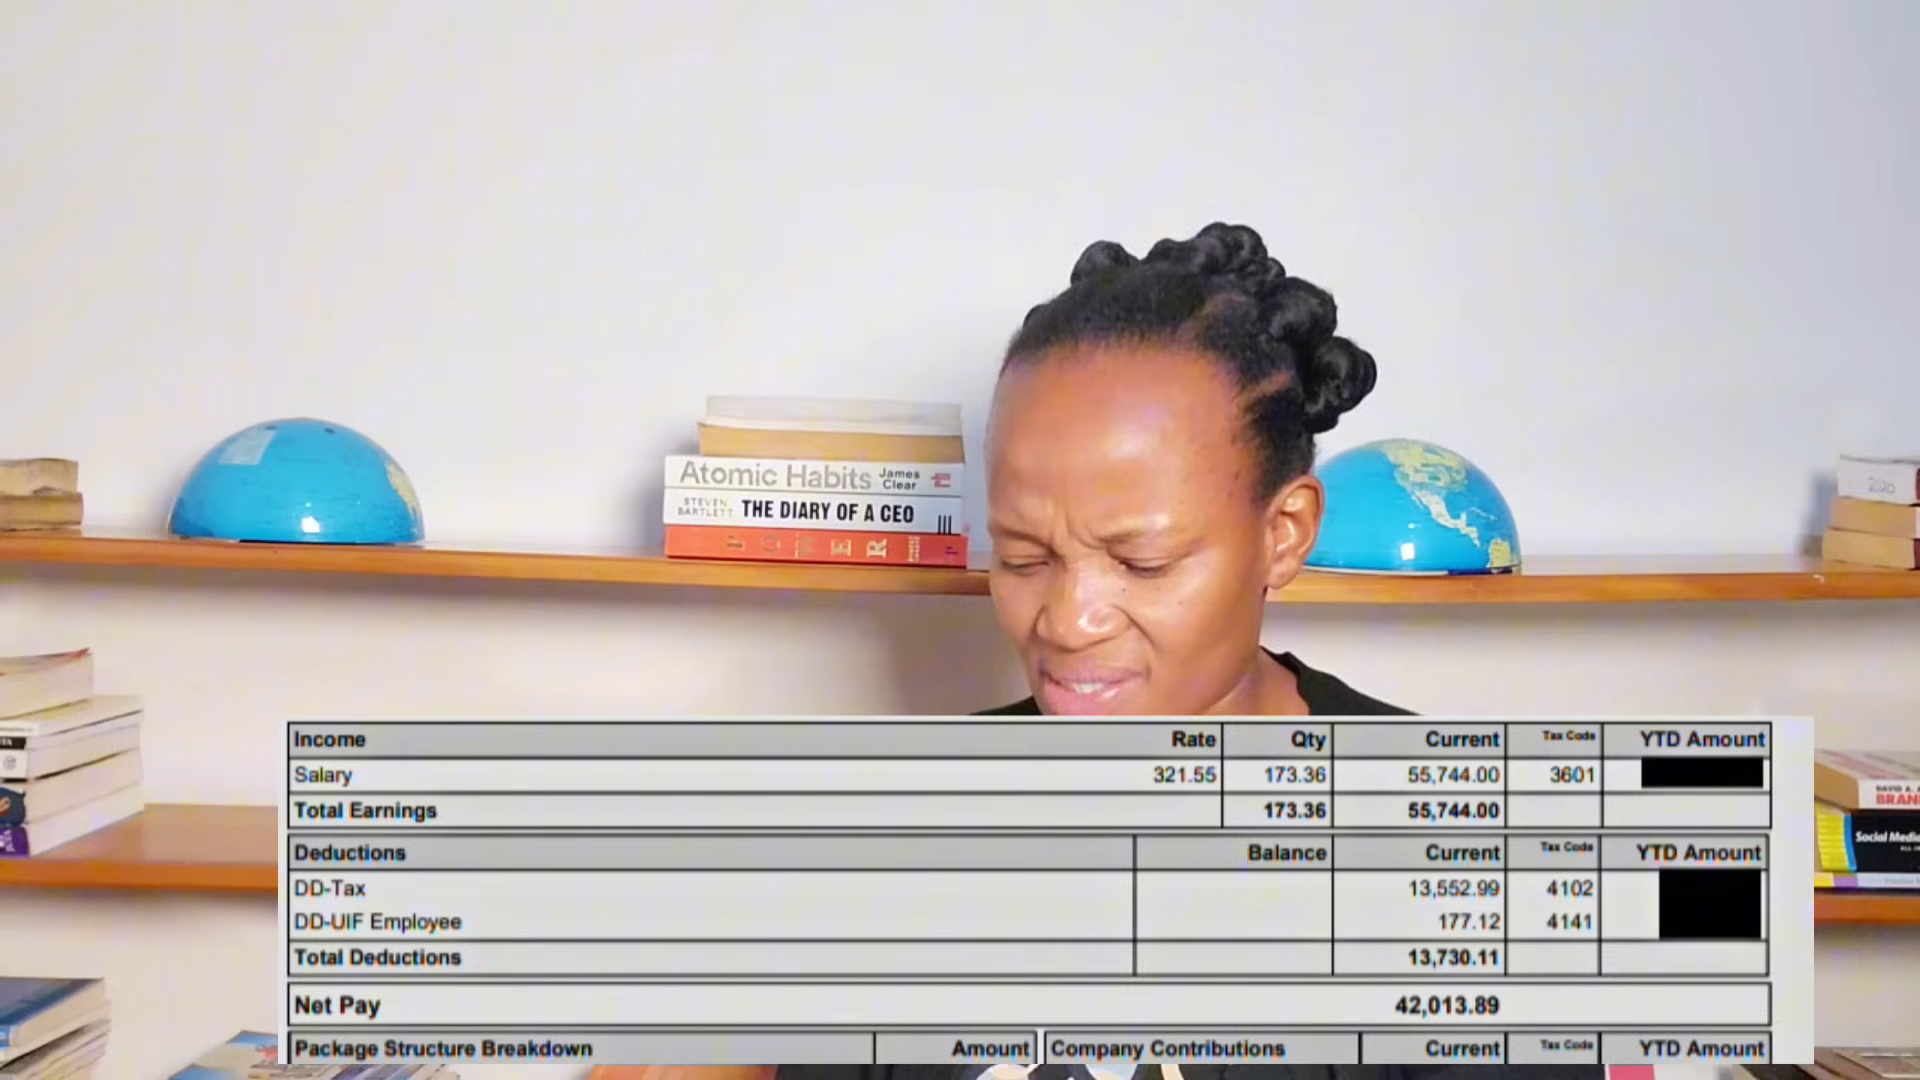 Atomic Habits James Clear
STEVEN BARTLETT THE DIARY OF A CEO
POWER
2020
DAVID A. A
BRAN
Social Media
Income Rate Qty Current Tax Code YTD Amount
Salary 321.55 173.36 55,744.00 3601
Total Earnings 173.36 55,744.00
Deductions Balance Current Tax Code YTD Amount
DD-Tax 13,552.99 4102
DD-UIF Employee 177.12 4141
Total Deductions 13,730.11
Net Pay 42,013.89
Package Structure Breakdown Amount Company Contributions Current Tax Code YTD Amount